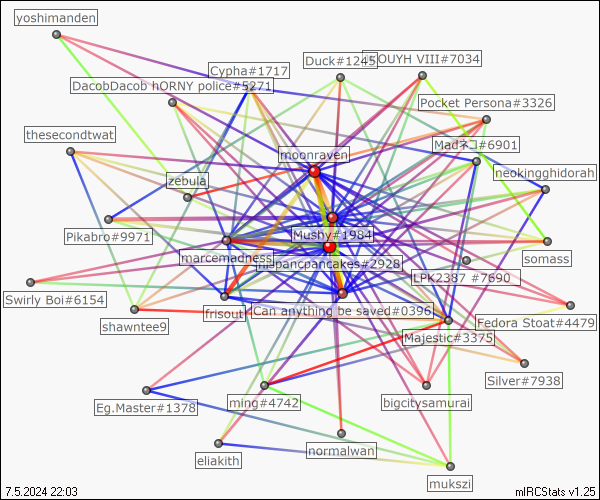 yoshimanden
Duck#1245
OUYH VIII#7034
Cypha#1717
DacobDacob hORNY police#5271
Pocket Persona#3326
thesecondtwat
Madネコ#6901
moonraven
neokingghidorah
zebula
Pikabro#9971
Mushy#1984
marcemadness
mepancpancakes#2928
somass
LPK2387 #7690
Swirly Boi#6154
frisout
Can anything be saved#0396
shawntee9
Fedora Stoat#4479
Majestic#3375
Silver#7938
Eg.Master#1378
ming#4742
bigcitysamurai
normalwan
eliakith
mukszi
7.5.2024 22:03
mIRCStats v1.25